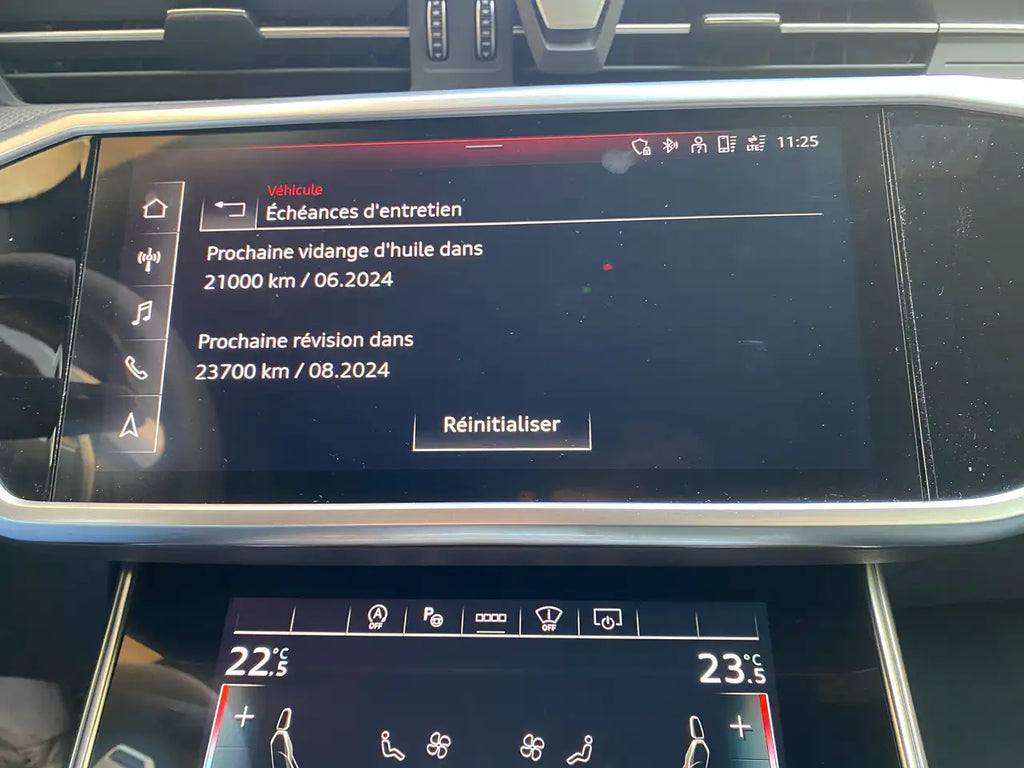 LTE 11:25
Véhicule
Échéances d'entretien
Prochaine vidange d'huile dans
21000 km / 06.2024
Prochaine révision dans
23700 km / 08.2024
Réinitialiser
A OFF
P
OFF
22.5 °C
23.5 °C